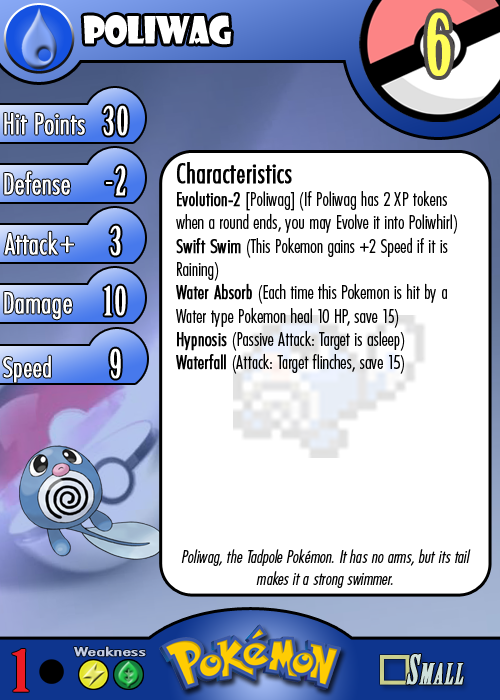 POLIWAG
6
Hit Points 30
Defense -2
Attack+ 3
Damage 10
Speed 9
Characteristics
Evolution-2 [Poliwag] (If Poliwag has 2 XP tokens
when a round ends, you may Evolve it into Poliwhirl)
Swift Swim (This Pokemon gains +2 Speed if it is
Raining)
Water Absorb (Each time this Pokemon is hit by a
Water type Pokemon heal 10 HP, save 15)
Hypnosis (Passive Attack: Target is asleep)
Waterfall (Attack: Target flinches, save 15)
Poliwag, the Tadpole Pokémon. It has no arms, but its tail
makes it a strong swimmer.
1
Weakness
POKéMON
SMALL